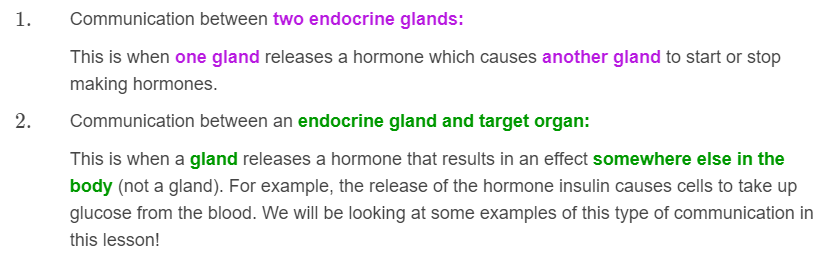 1. Communication between two endocrine glands:
This is when one gland releases a hormone which causes another gland to start or stop
making hormones.
2. Communication between an endocrine gland and target organ:
This is when a gland releases a hormone that results in an effect somewhere else in the
body (not a gland). For example, the release of the hormone insulin causes cells to take up
glucose from the blood. We will be looking at some examples of this type of communication in
this lesson!